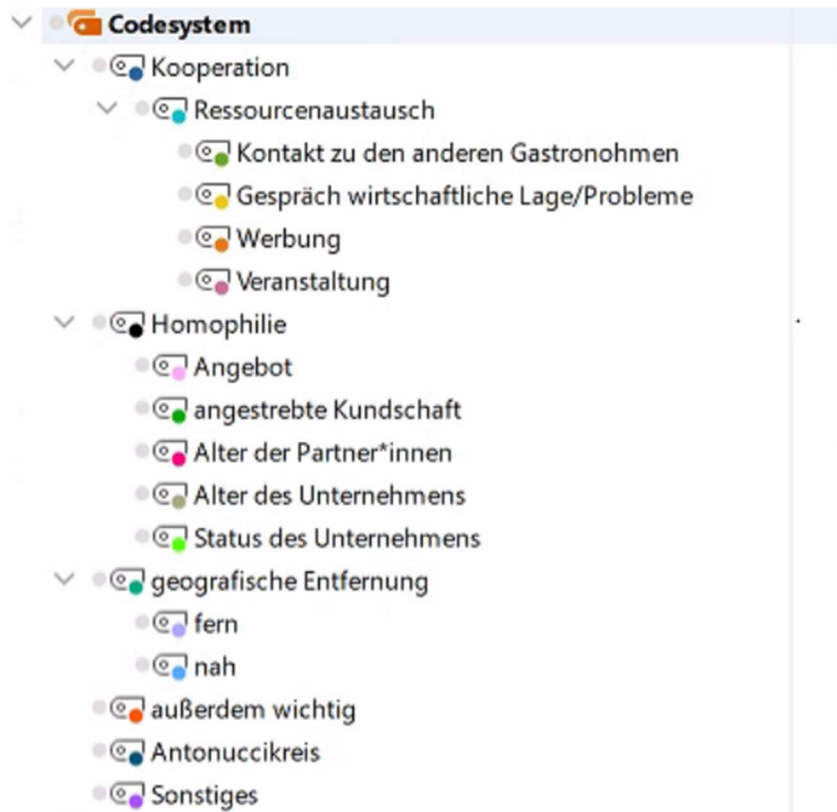 Codesystem
Kooperation
Ressourcenaustausch
Kontakt zu den anderen Gastronohmen
Gespräch wirtschaftliche Lage/Probleme
Werbung
Veranstaltung
Homophilie
Angebot
angestrebte Kundschaft
Alter der Partner*innen
Alter des Unternehmens
Status des Unternehmens
geografische Entfernung
fern
nah
außerdem wichtig
Antonuccikreis
Sonstiges